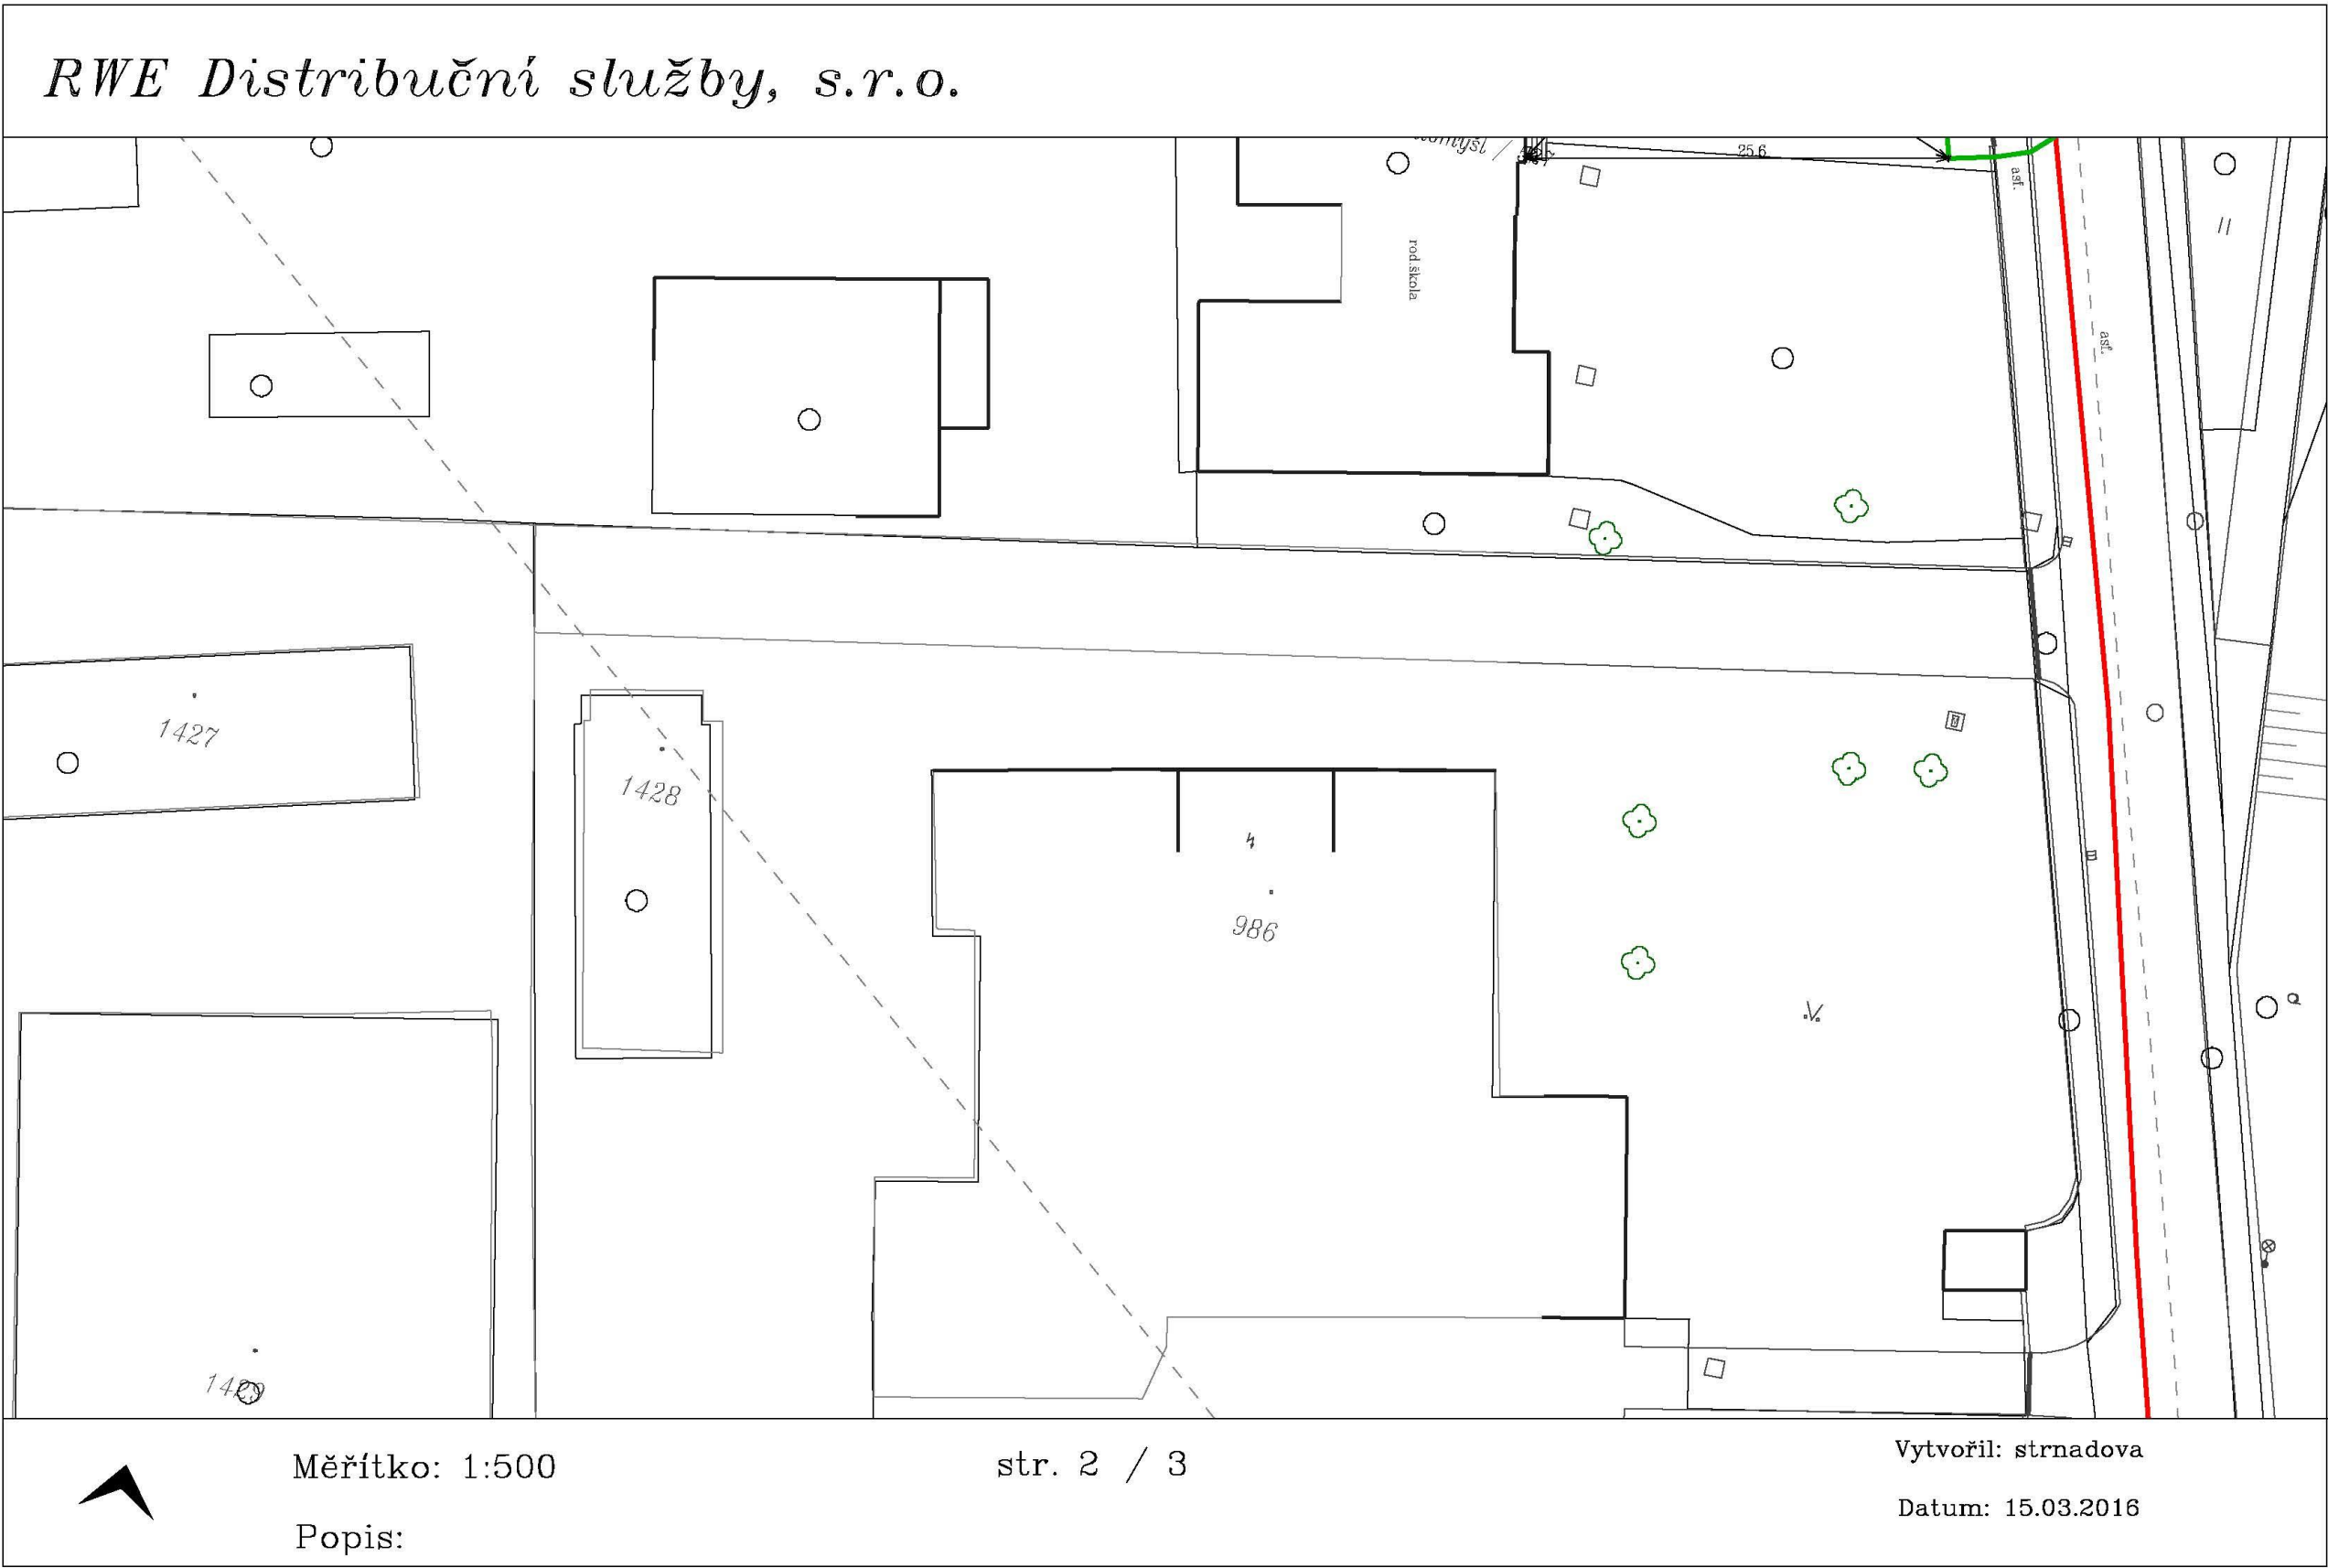 RWE Distribuční služby, s.r.o.
25.6
asf.
rod.škola
asf.
1427
1428
986
1429
Měřítko: 1:500
str. 2 / 3
Vytvořil: strnadova
Datum: 15.03.2016
Popis: